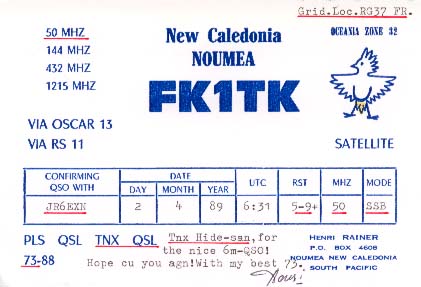 Grid.Loc.RG37 FR.
50 MHZ
144 MHZ
432 MHZ
1215 MHZ
New Caledonia
NOUMEA
OCEANIA ZONE 32
FK1TK
VIA OSCAR 13
VIA RS 11
SATELLITE
CONFIRMING QSO WITH DATE UTC RST MHZ MODE
DAY MONTH YEAR
JR6EXN 2 4 89 6:31 5-9+ 50 SSB
PLS QSL TNX QSL
73-88
Tnx Hide-san, for
the nice 6m-QSO!
Hope cu you agn!With my best 73.
HENRI RAINER
P.O. BOX 4608
NOUMEA NEW CALEDONIA
SOUTH PACIFIC